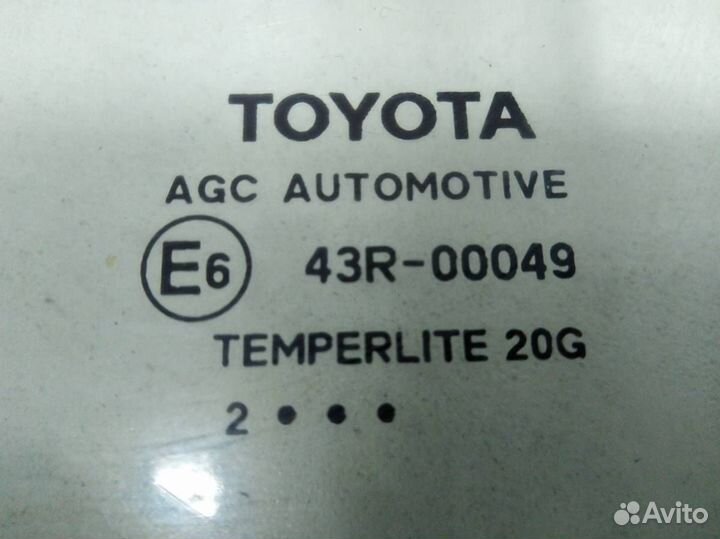 TOYOTA
AGC AUTOMOTIVE
E6 43R-00049
TEMPERLITE 20G
2 • • •
Avito